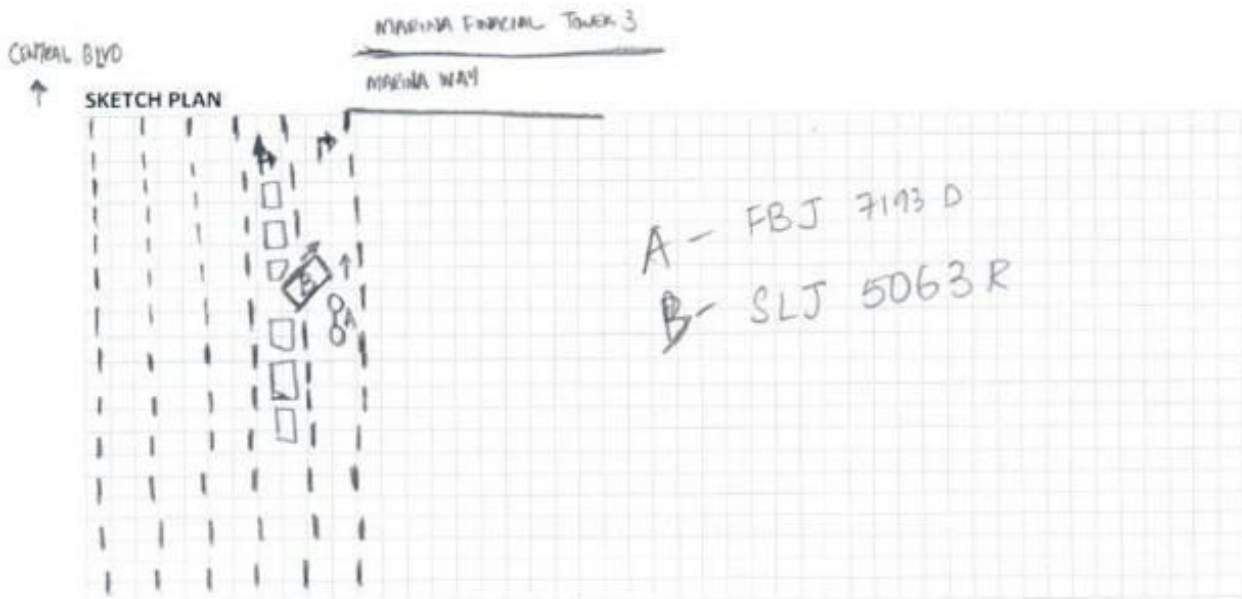 MARINA FINACIAL TOWER 3
CENTRAL BLVD
MARINA WAY
SKETCH PLAN
B
A
A - FBJ 7193 D
B - SLJ 5063 R